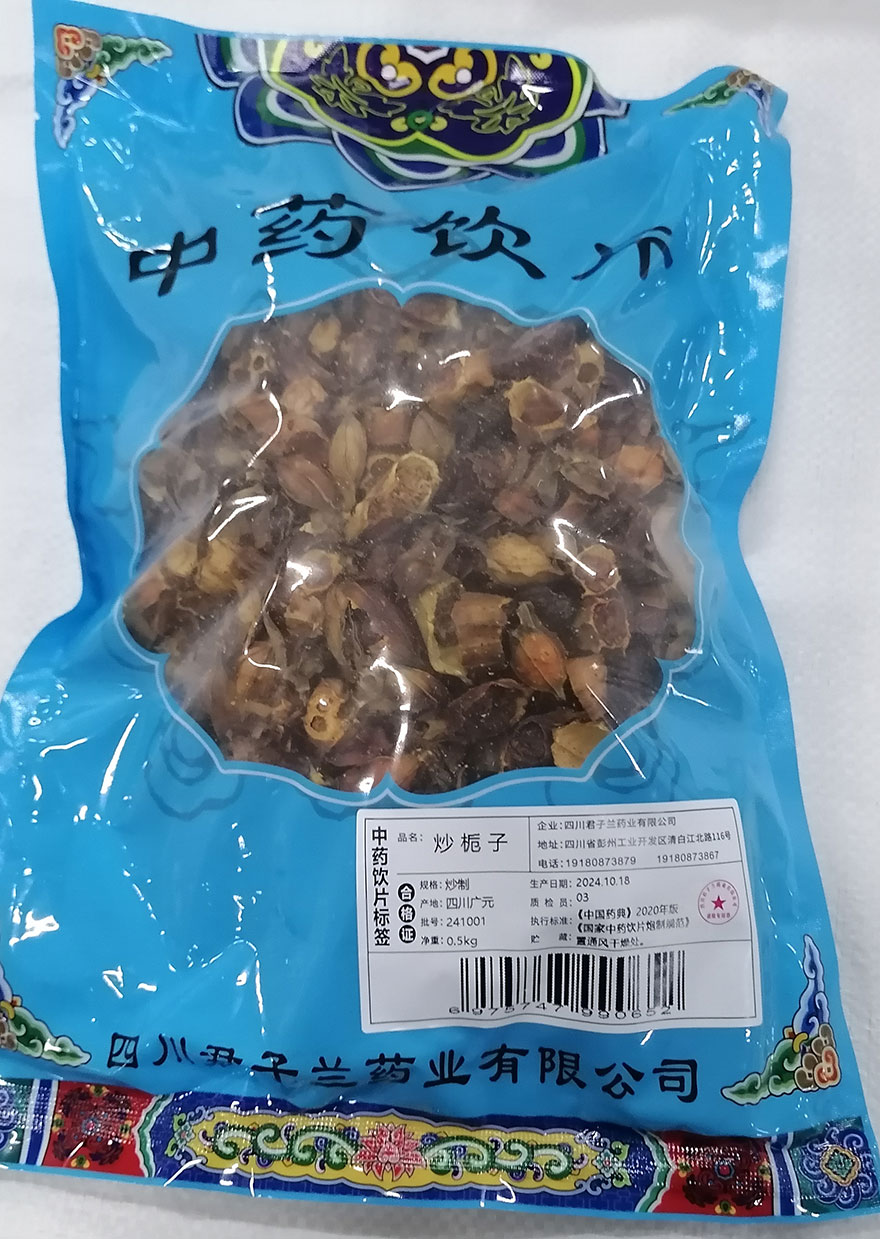 中药饮片
中药饮片标签
合格证
品名: 炒栀子
企业:四川君子兰药业有限公司
地址:四川省彭州工业开发区清白江北路116号
电话:19180873879 19180873867
规格:炒制
产地:四川广元
批号:241001
净重:0.5kg
生产日期:2024.10.18
质 检 员:03
执行标准:《中国药典》2020年版
《国家中药饮片炮制规范》
贮 藏:置通风干燥处。
6 975747 990652
四川君子兰药业有限公司